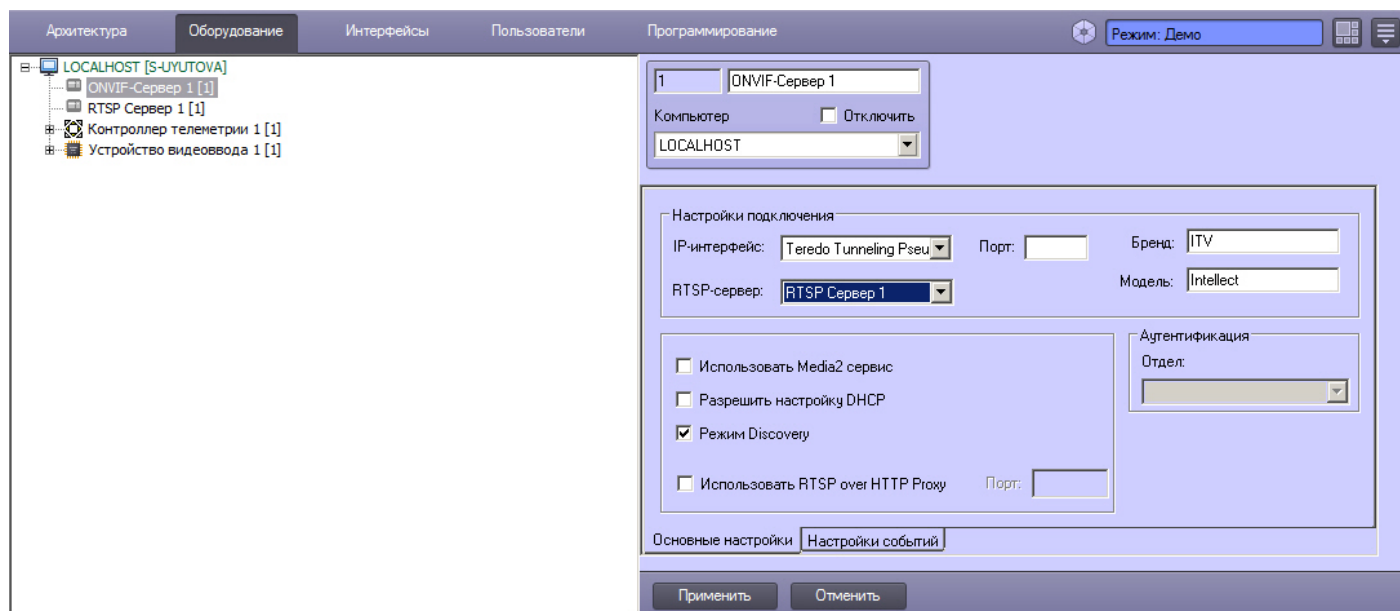 Архитектура Оборудование Интерфейсы Пользователи Программирование Режим: Демо
LOCALHOST [S-UYUTOVA]
ONVIF-Сервер 1 [1]
RTSP Сервер 1 [1]
Контроллер телеметрии 1 [1]
Устройство видеоввода 1 [1]
1 ONVIF-Сервер 1
Компьютер Отключить
LOCALHOST
Настройки подключения
IP-интерфейс: Teredo Tunneling Pseu Порт: Бренд: ITV
RTSP-сервер: RTSP Сервер 1 Модель: Intellect
Использовать Media2 сервис
Разрешить настройку DHCP
Режим Discovery
Использовать RTSP over HTTP Proxy Порт:
Аутентификация
Отдел:
Основные настройки Настройки событий
Применить Отменить